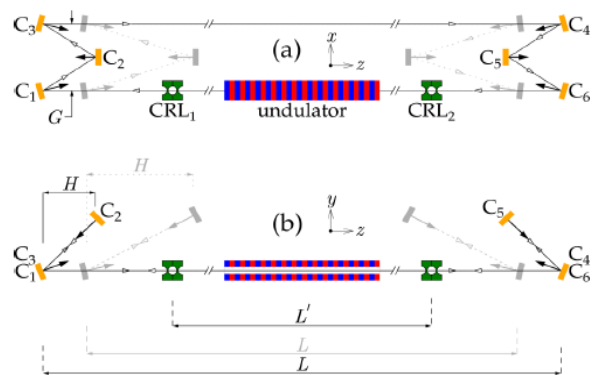 C3
C4
(a)
x
z
C2
C5
C1
C6
G
CRL1
undulator
CRL2
H
H
C2
C5
(b)
y
z
C3
C1
C4
C6
L′
L
L